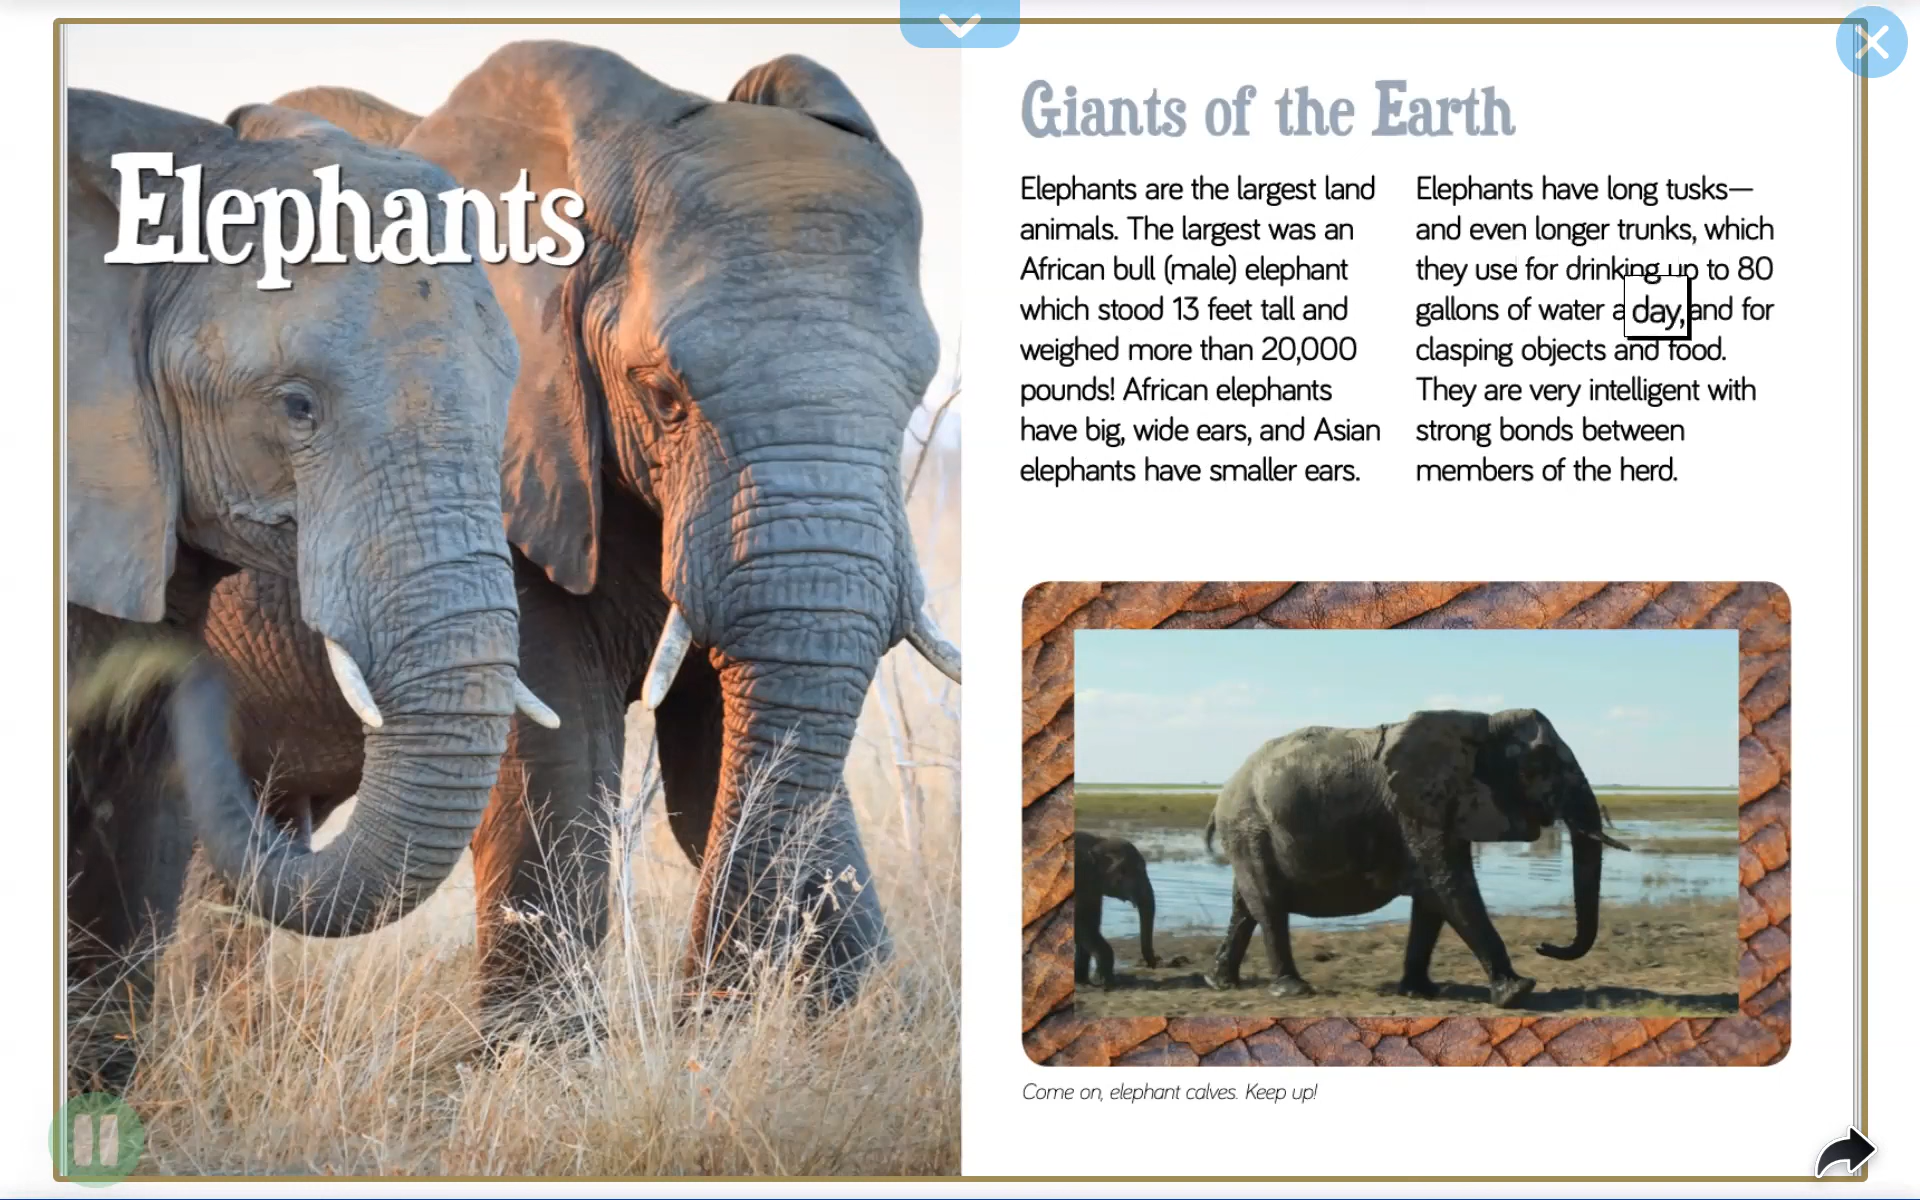 Elephants
Giants of the Earth
Elephants are the largest land
animals. The largest was an
African bull (male) elephant
which stood 13 feet tall and
weighed more than 20,000
pounds! African elephants
have big, wide ears, and Asian
elephants have smaller ears.
Elephants have long tusks—
and even longer trunks, which
they use for drinking up to 80
gallons of water a day, and for
clasping objects and food.
They are very intelligent with
strong bonds between
members of the herd.
Come on, elephant calves. Keep up!